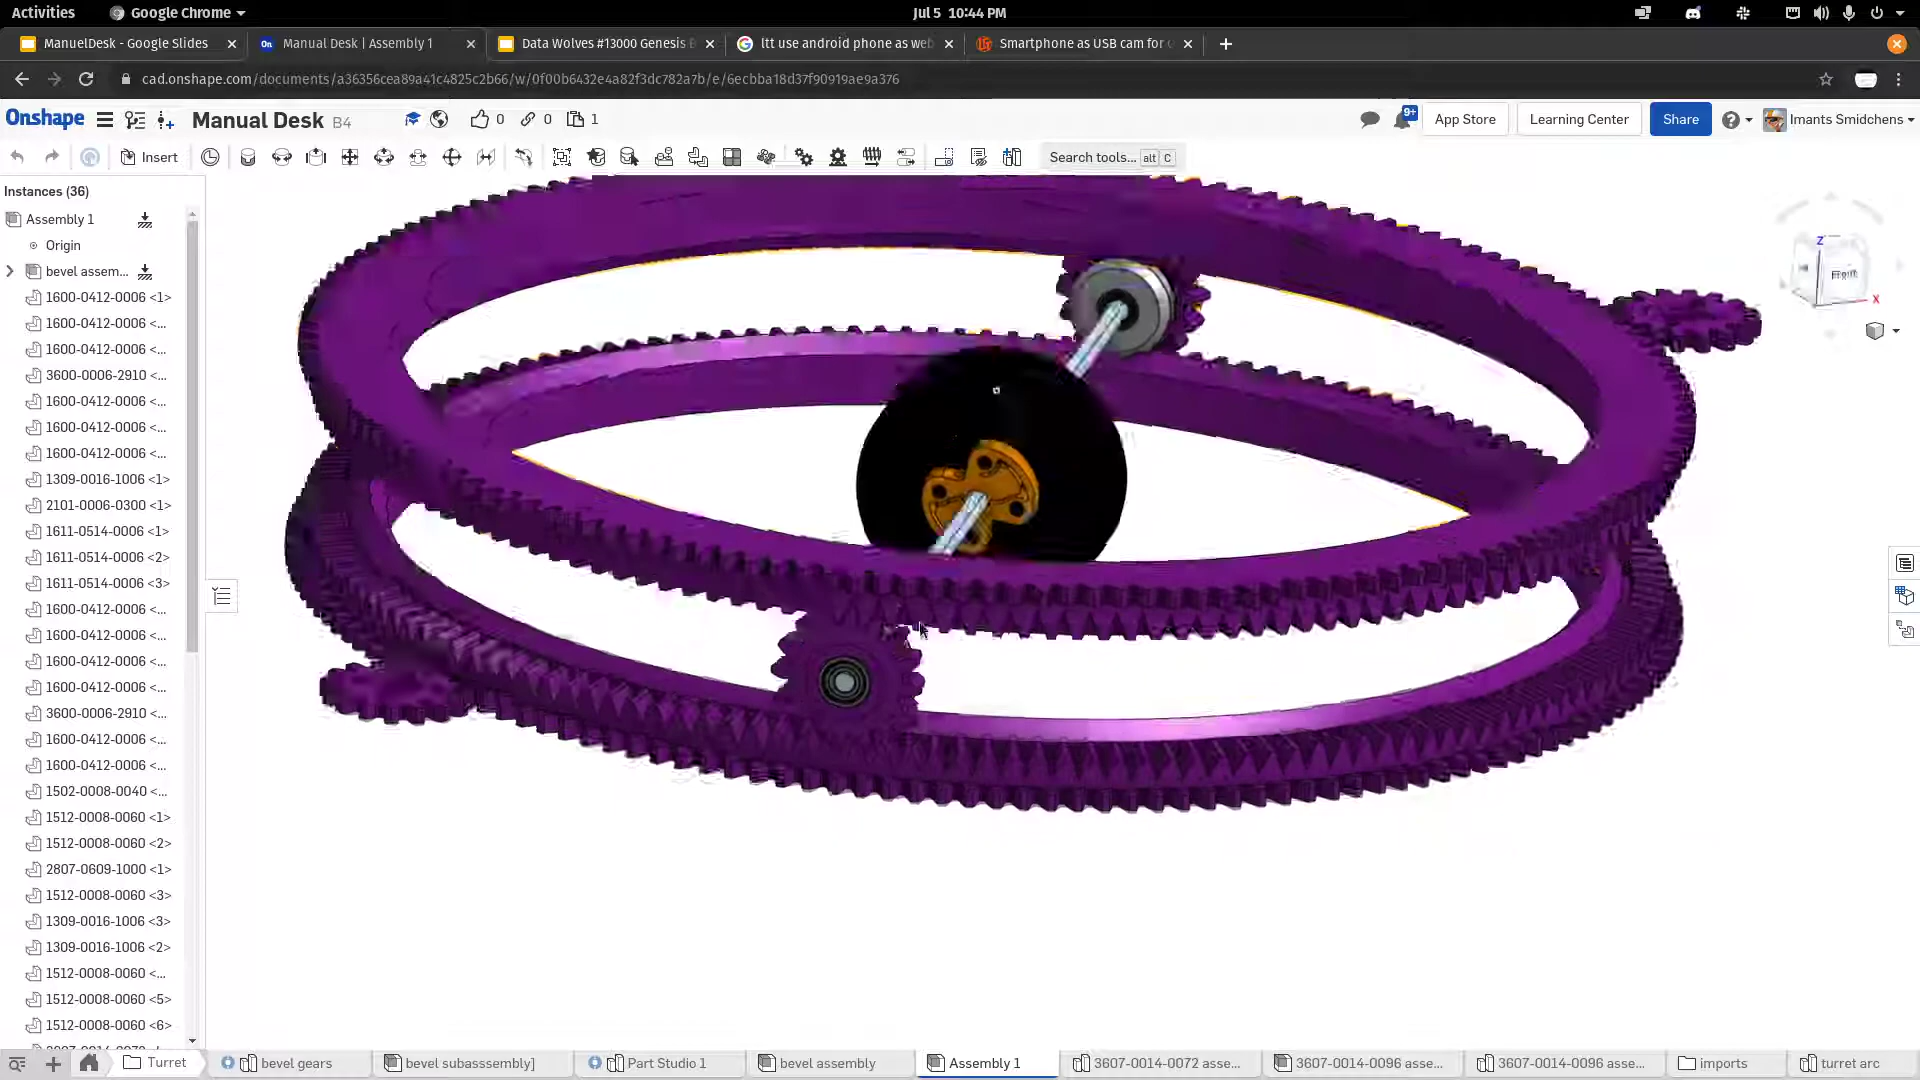 Activities
Google Chrome
Jul 5 10:44 PM
ManuelDesk - Google Slides
Manual Desk | Assembly 1
Data Wolves #13000 Genesis
ltt use android phone as web
Smartphone as USB cam for
cad.onshape.com/documents/a36356cea89a41c4825c2b66/w/0f00b6432e4a82f3dc782a7b/e/6ecbba18d37f90919ae9a376
Onshape
Manual Desk B4
0
0
1
9+
App Store
Learning Center
Share
Imants Smidchens
Insert
Search tools... alt C
Instances (36)
Assembly 1
Origin
bevel assem...
1600-0412-0006 <1>
1600-0412-0006 <...
1600-0412-0006 <...
3600-0006-2910 <...
1600-0412-0006 <...
1600-0412-0006 <...
1600-0412-0006 <...
1309-0016-1006 <1>
2101-0006-0300 <1>
1611-0514-0006 <1>
1611-0514-0006 <2>
1611-0514-0006 <3>
1600-0412-0006 <...
1600-0412-0006 <...
1600-0412-0006 <...
1600-0412-0006 <...
3600-0006-2910 <...
1600-0412-0006 <...
1600-0412-0006 <...
1502-0008-0040 <...
1512-0008-0060 <1>
1512-0008-0060 <2>
2807-0609-1000 <1>
1512-0008-0060 <3>
1309-0016-1006 <3>
1309-0016-1006 <2>
1512-0008-0060 <...
1512-0008-0060 <5>
1512-0008-0060 <6>
Z
Front
X
Turret
bevel gears
bevel subasssembly]
Part Studio 1
bevel assembly
Assembly 1
3607-0014-0072 asse...
3607-0014-0096 asse...
3607-0014-0096 asse...
imports
turret arc